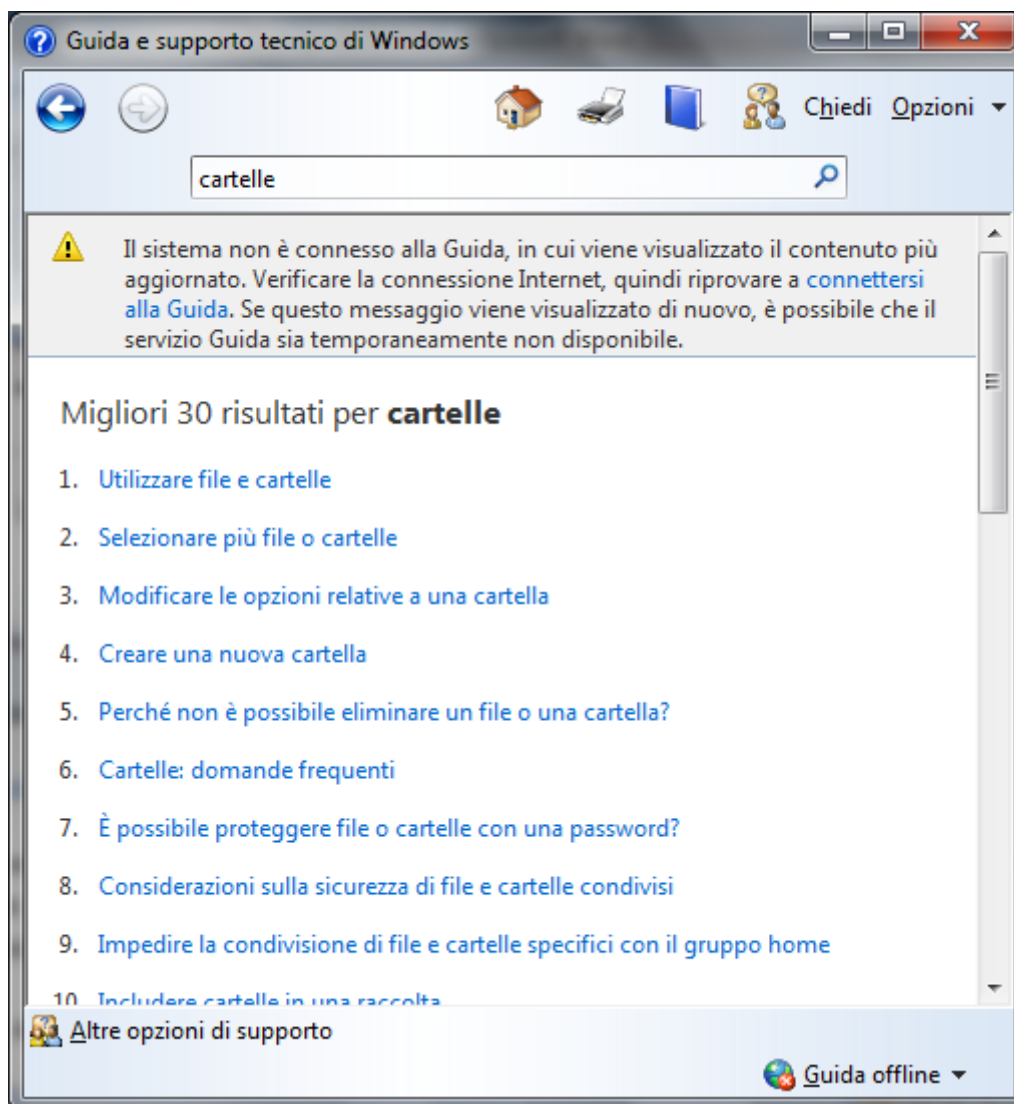 Guida e supporto tecnico di Windows
Chiedi Opzioni
cartelle
Il sistema non è connesso alla Guida, in cui viene visualizzato il contenuto più
aggiornato. Verificare la connessione Internet, quindi riprovare a connettersi
alla Guida. Se questo messaggio viene visualizzato di nuovo, è possibile che il
servizio Guida sia temporaneamente non disponibile.
Migliori 30 risultati per cartelle
1. Utilizzare file e cartelle
2. Selezionare più file o cartelle
3. Modificare le opzioni relative a una cartella
4. Creare una nuova cartella
5. Perché non è possibile eliminare un file o una cartella?
6. Cartelle: domande frequenti
7. È possibile proteggere file o cartelle con una password?
8. Considerazioni sulla sicurezza di file e cartelle condivisi
9. Impedire la condivisione di file e cartelle specifici con il gruppo home
10. Includere cartelle in una raccolta
Altre opzioni di supporto
Guida offline